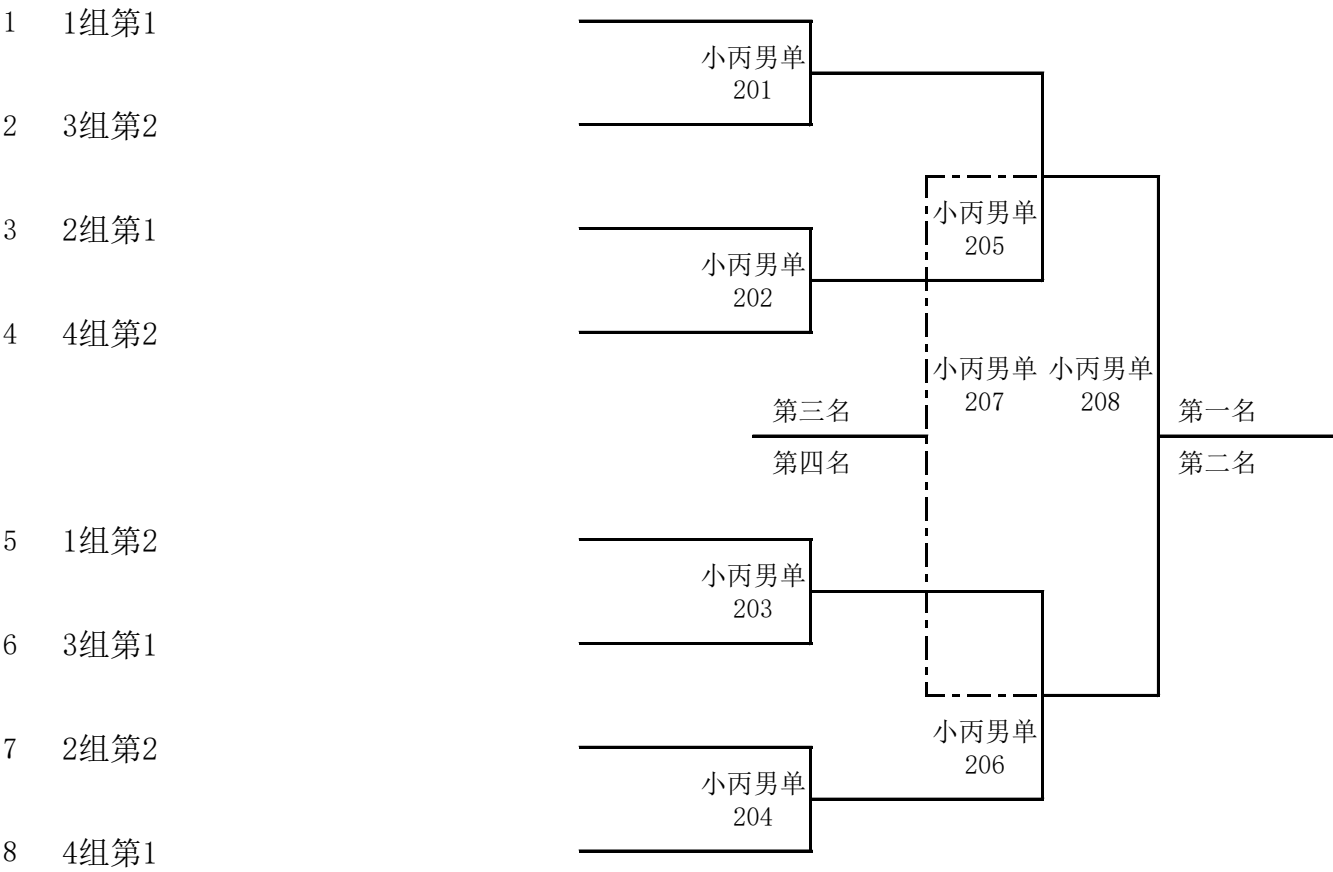 1 1组第1
小丙男单
201
2 3组第2
3 2组第1
小丙男单
205
小丙男单
202
4 4组第2
小丙男单 小丙男单
207 208
第三名 第一名
第四名 第二名
5 1组第2
小丙男单
203
6 3组第1
7 2组第2
小丙男单
206
小丙男单
204
8 4组第1